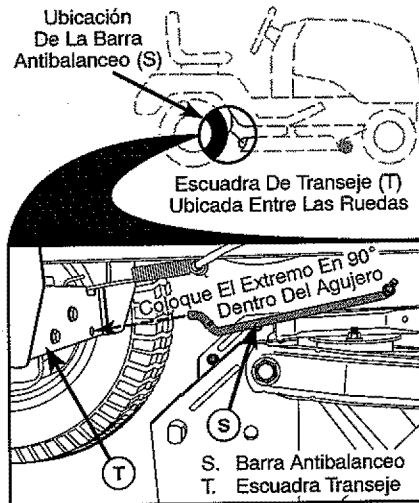 Ubicación
De La Barra
Antibalanceo (S)
Escuadra De Transeje (T)
Ubicada Entre Las Ruedas
Coloque El Extremo En 90°
Dentro Del Agujero
T
S
S. Barra Antibalanceo
T. Escuadra Transeje